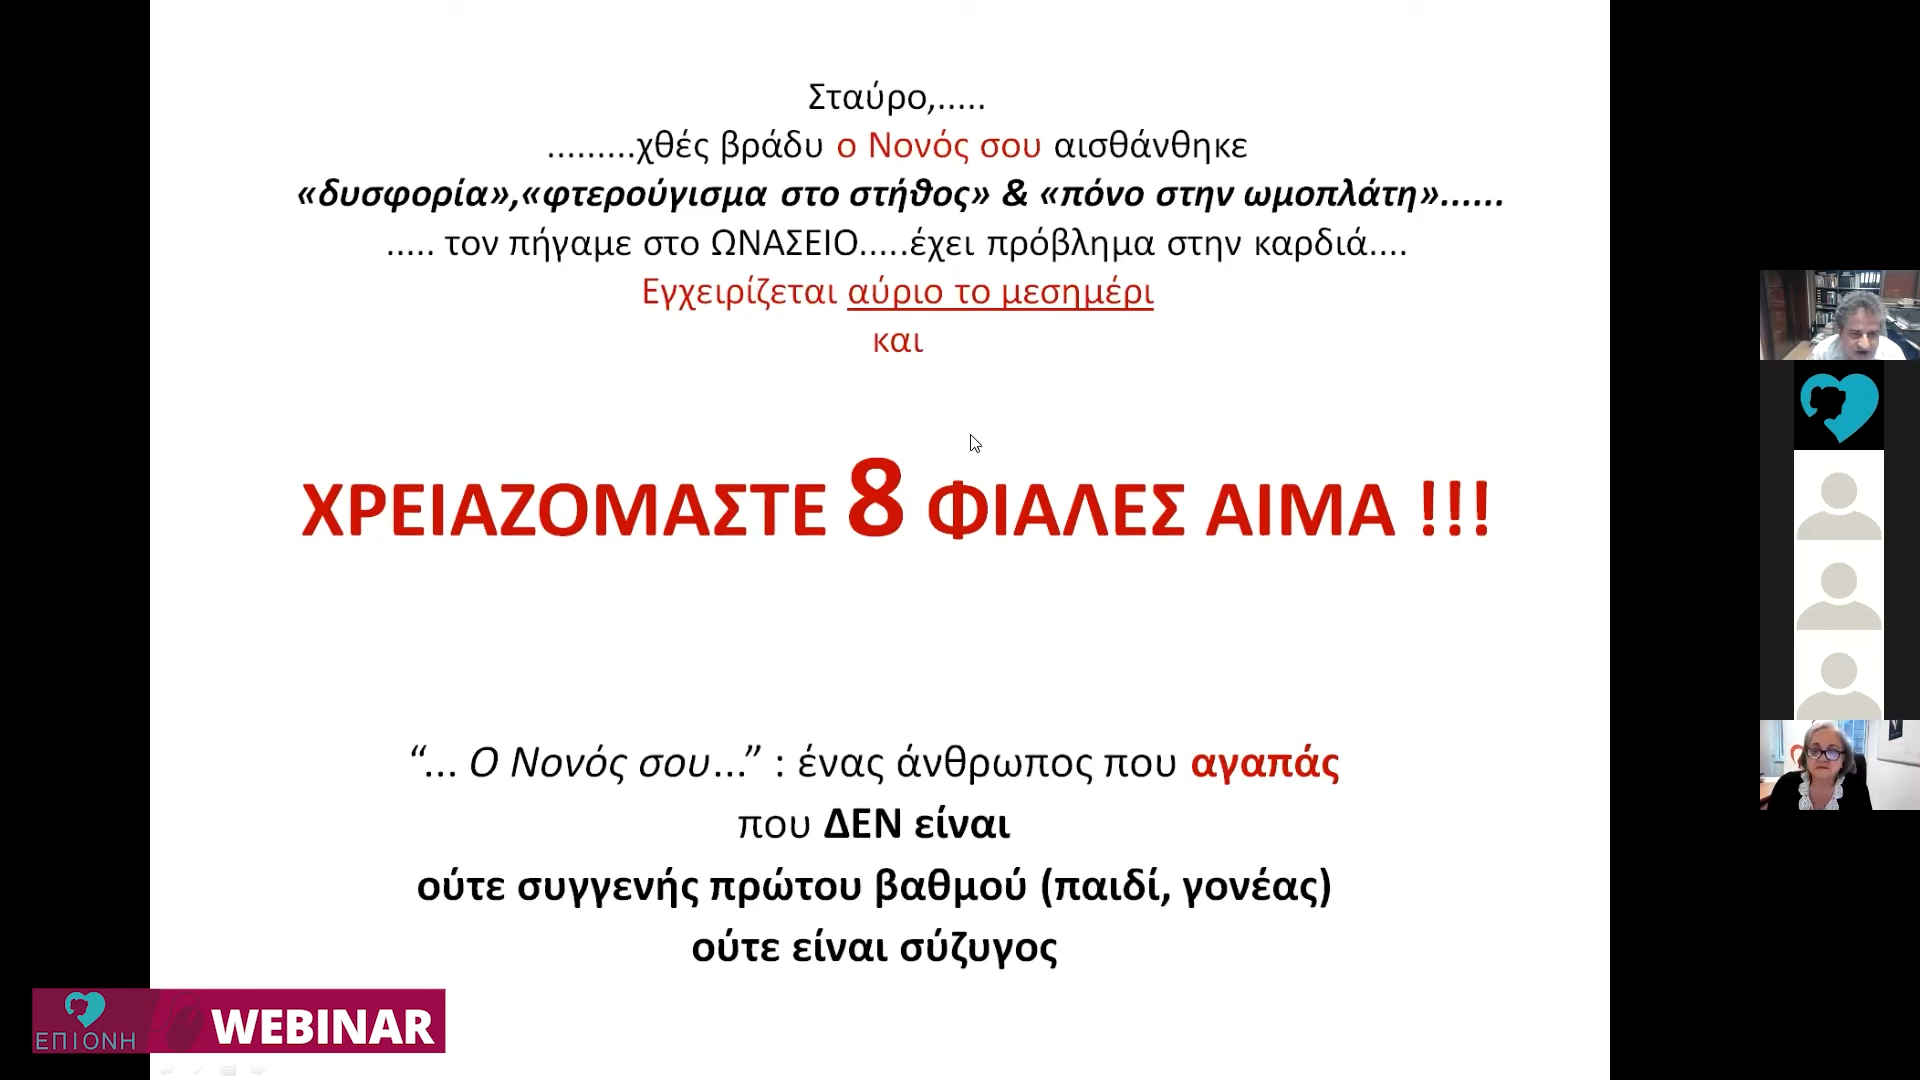 Σταύρο,.....
.........χθές βράδυ ο Νονός σου αισθάνθηκε
«δυσφορία»,«φτερούγισμα στο στήθος» & «πόνο στην ωμοπλάτη»......
..... τον πήγαμε στο ΩΝΑΣΕΙΟ.....έχει πρόβλημα στην καρδιά....
Εγχειρίζεται αύριο το μεσημέρι
και
ΧΡΕΙΑΖΟΜΑΣΤΕ 8 ΦΙΑΛΕΣ ΑΙΜΑ !!!
“... Ο Νονός σου...” : ένας άνθρωπος που αγαπάς
που ΔΕΝ είναι
ούτε συγγενής πρώτου βαθμού (παιδί, γονέας)
ούτε είναι σύζυγος
ΕΠΙΟΝΗ
WEBINAR